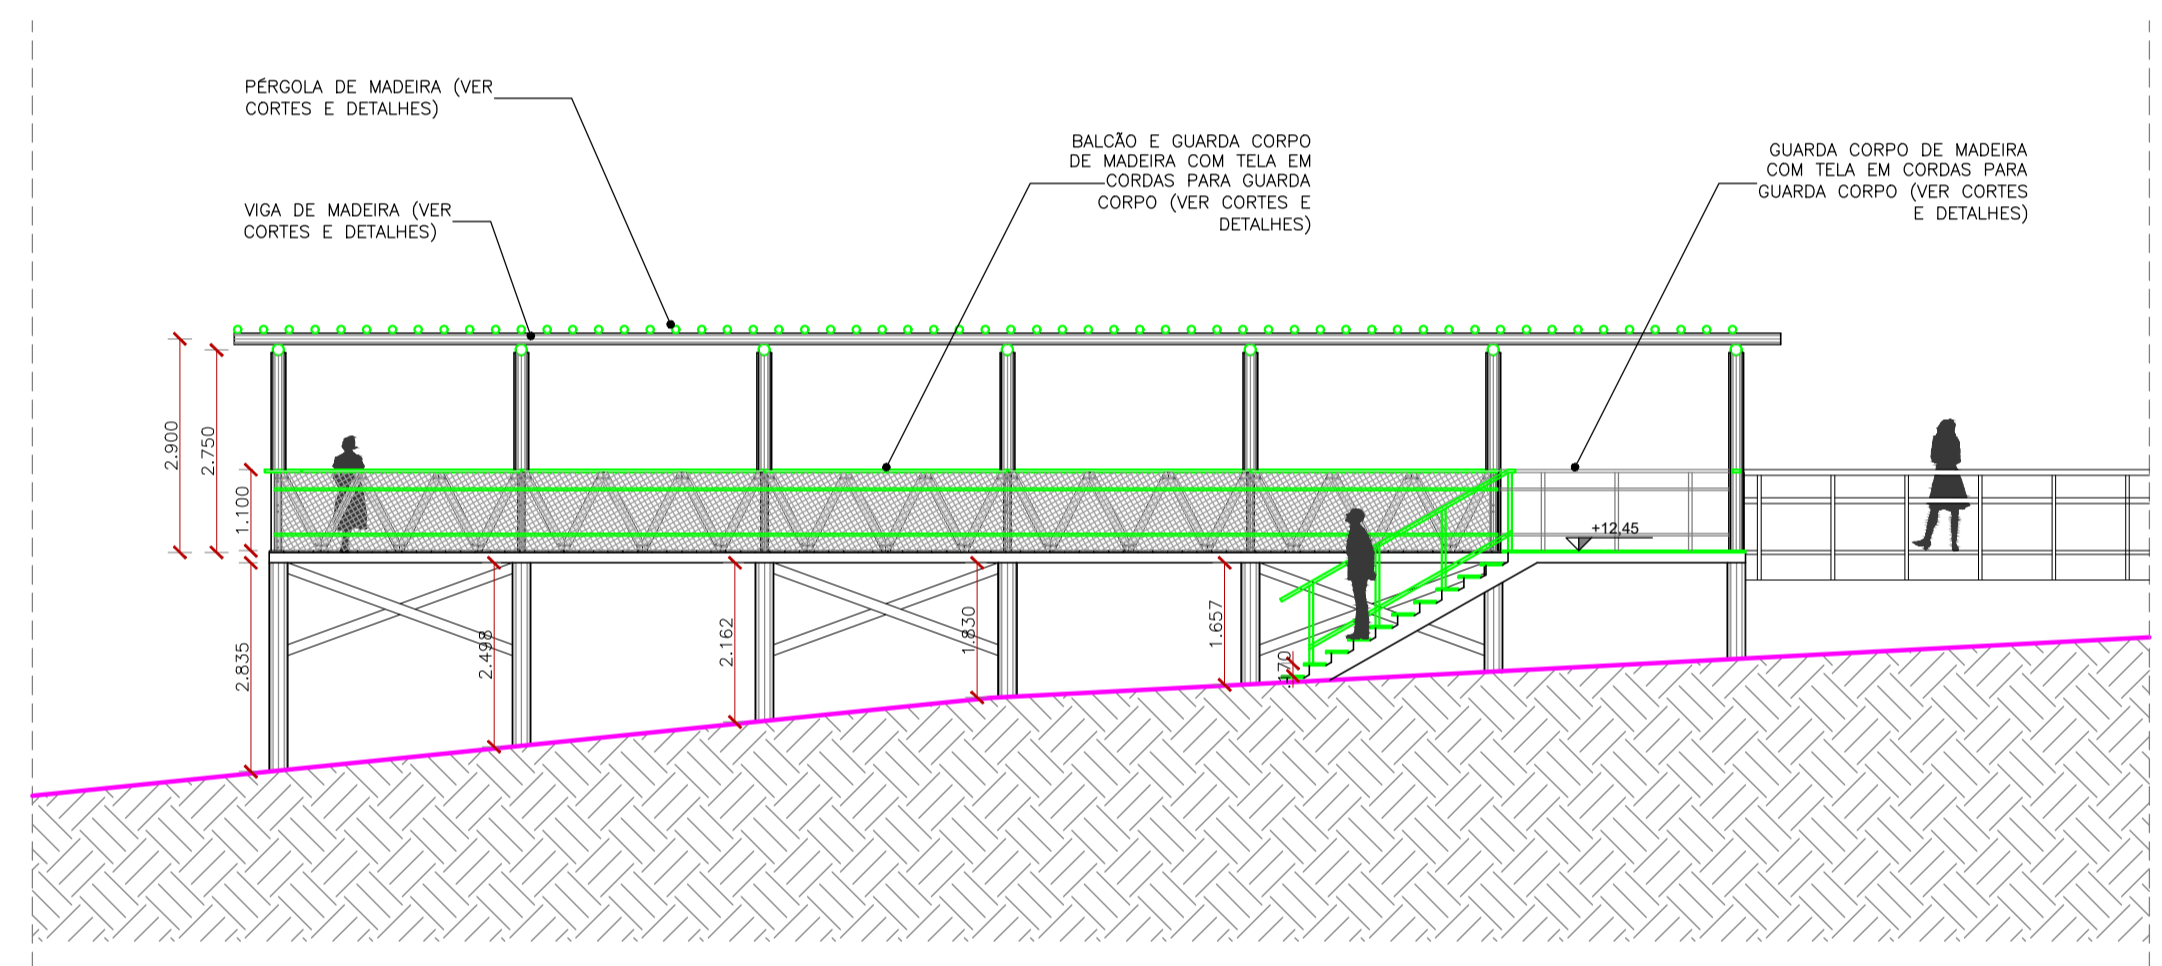 PÉRGOLA DE MADEIRA (VER
CORTES E DETALHES)
VIGA DE MADEIRA (VER
CORTES E DETALHES)
BALCÃO E GUARDA CORPO
DE MADEIRA COM TELA EM
CORDAS PARA GUARDA
CORPO (VER CORTES E
DETALHES)
GUARDA CORPO DE MADEIRA
COM TELA EM CORDAS PARA
GUARDA CORPO (VER CORTES
E DETALHES)
2.900
2.750
1.100
+12,45
2.835
2.498
2.162
1.830
1.657